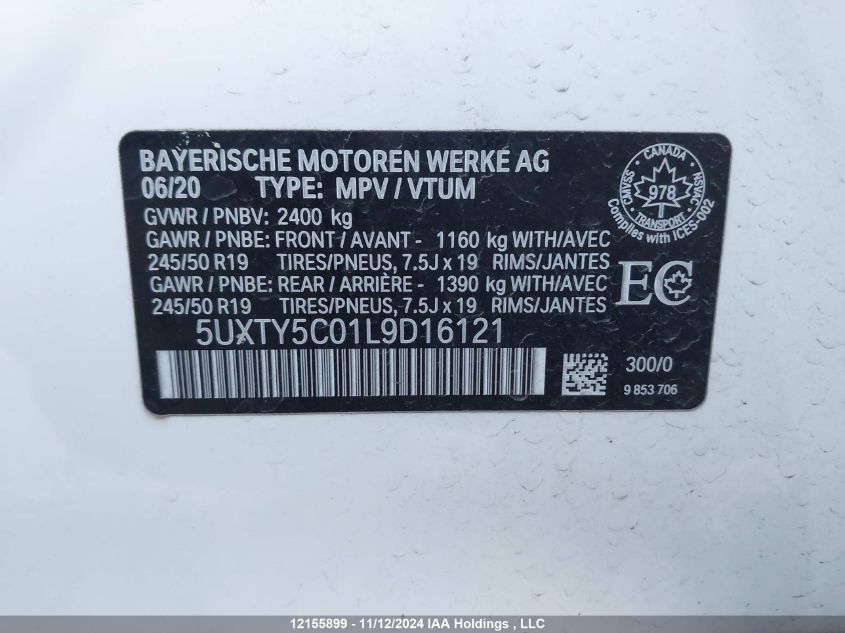 BAYERISCHE MOTOREN WERKE AG
06/20 TYPE: MPV / VTUM
GVWR / PNBV: 2400 kg
GAWR / PNBE: FRONT / AVANT - 1160 kg WITH/AVEC
245/50 R19 TIRES/PNEUS, 7.5J x 19 RIMS/JANTES
GAWR / PNBE: REAR / ARRIÈRE - 1390 kg WITH/AVEC
245/50 R19 TIRES/PNEUS, 7.5J x 19 RIMS/JANTES
5UXTY5C01L9D16121
CANADA
CMVSS
NSVAC
978
TRANSPORT
Complies with ICES-002
EC
300/0
9 853 706
12155899 - 11/12/2024 IAA Holdings , LLC